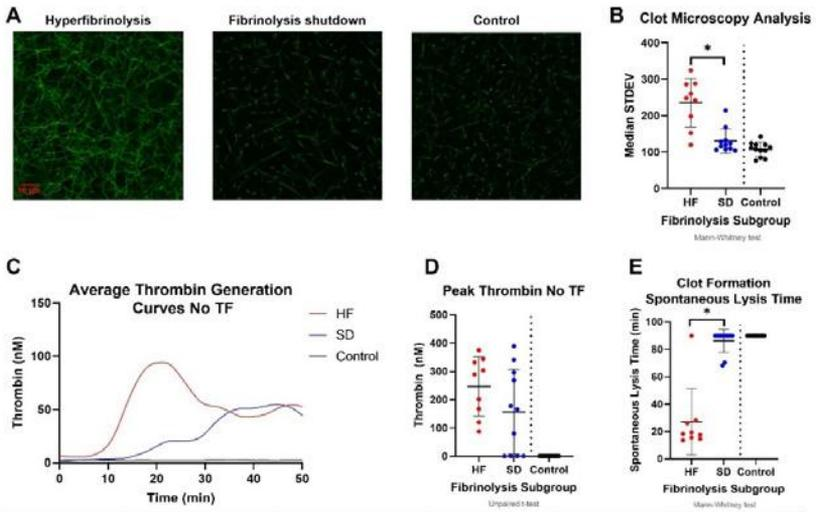 A
Hyperfibrinolysis
Fibrinolysis shutdown
Control
10 µm
B
Clot Microscopy Analysis
*
Median STDEV
400
300
200
100
0
HF SD Control
Fibrinolysis Subgroup
Mann-Whitney test
C
Average Thrombin Generation
Curves No TF
Thrombin (nM)
150
100
50
0
0 10 20 30 40 50
Time (min)
HF
SD
Control
D
Peak Thrombin No TF
Thrombin (nM)
500
400
300
200
100
0
HF SD Control
Fibrinolysis Subgroup
Unpaired t-test
E
Clot Formation
Spontaneous Lysis Time
*
Spontaneous Lysis Time (min)
100
80
60
40
20
0
HF SD Control
Fibrinolysis Subgroup
Mann-Whitney test